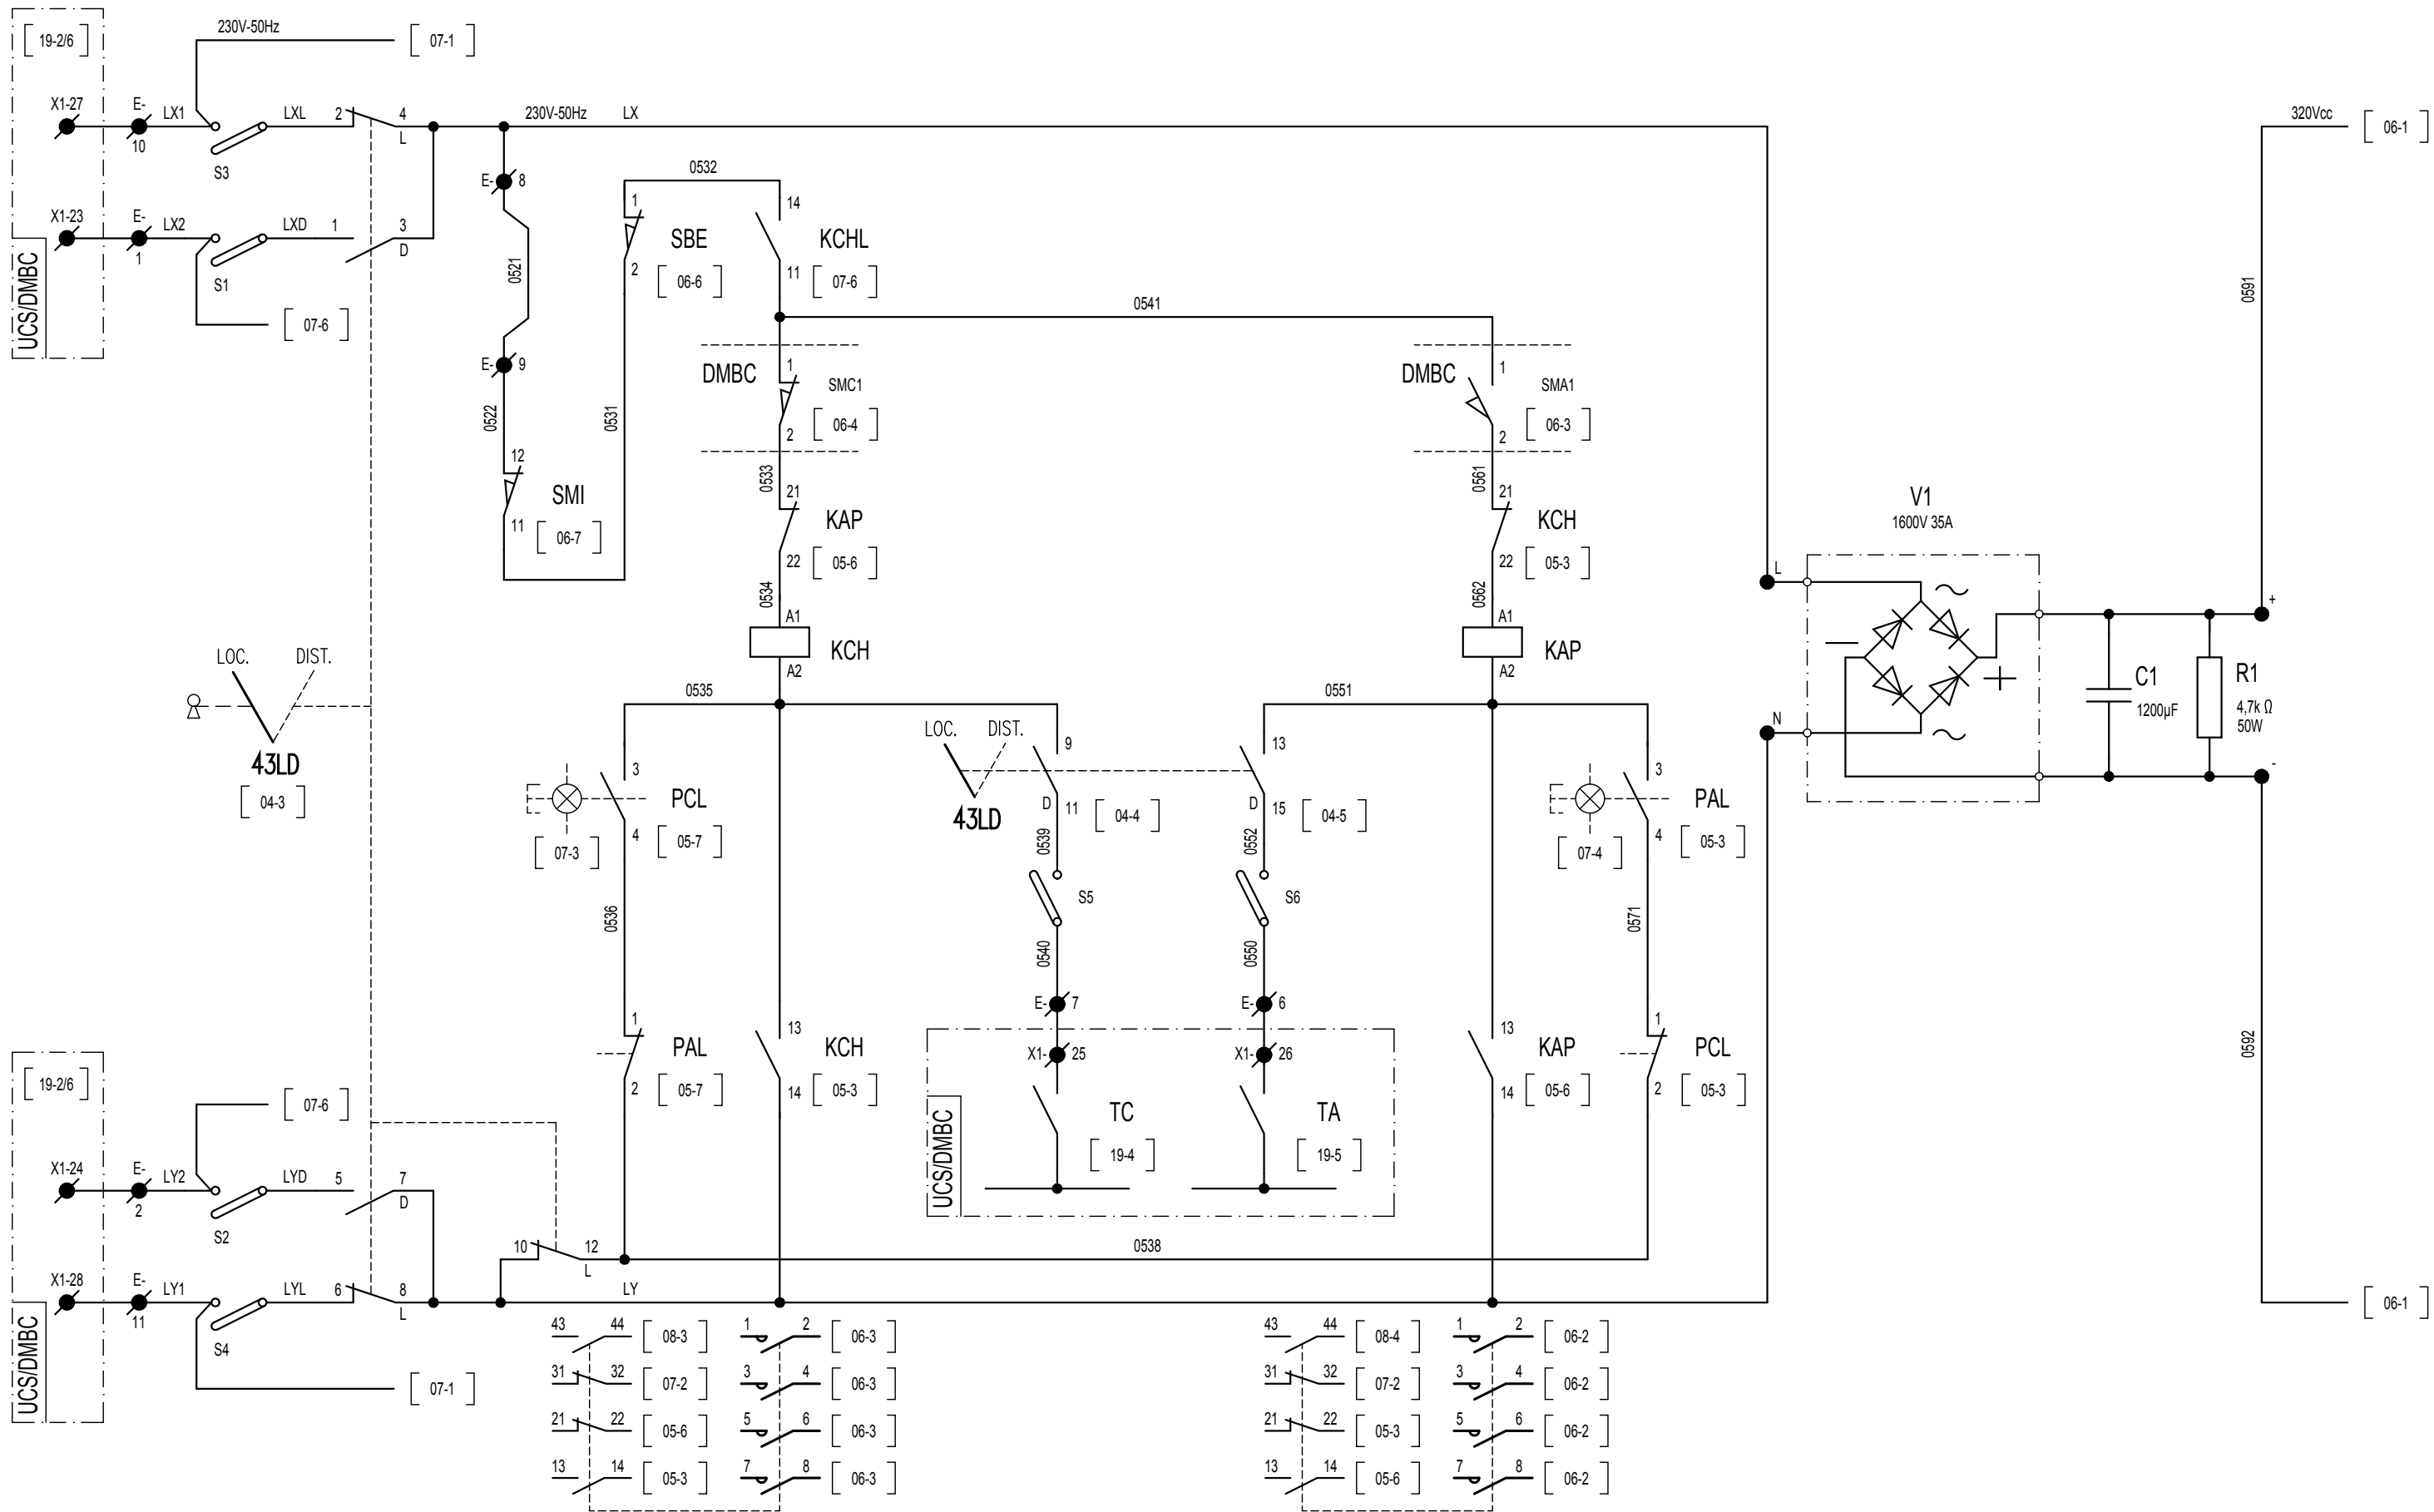 19-2/6
230V-50Hz
07-1
X1-27
E-
10
LX1
S3
LXL
2
4
L
230V-50Hz
LX
320Vcc
06-1
X1-23
E-
1
LX2
S1
LXD
1
3
D
07-6
UCS/DMBC
E-
8
0521
E-
9
0522
12
11
SMI
06-7
0531
0532
1
2
SBE
06-6
14
11
KCHL
07-6
0541
DMBC
1
2
SMC1
06-4
0533
21
22
KAP
05-6
0534
A1
A2
KCH
DMBC
1
2
SMA1
06-3
0561
21
22
KCH
05-3
0562
A1
A2
KAP
0591
V1
1600V 35A
L
N
+
-
C1
1200µF
R1
4,7k Ω
50W
LOC.
DIST.
43LD
04-3
0535
0551
3
4
PCL
05-7
07-3
0536
1
2
PAL
05-7
13
14
KCH
05-3
LOC.
DIST.
43LD
9
D
11
04-4
0539
S5
0540
E-
7
X1-
25
TC
19-4
13
D
15
04-5
0552
S6
0550
E-
6
X1-
26
TA
19-5
UCS/DMBC
13
14
KAP
05-6
3
4
PAL
05-3
07-4
0571
1
2
PCL
05-3
0592
19-2/6
07-6
X1-24
E-
2
LY2
S2
LYD
5
7
D
10
12
L
0538
X1-28
E-
11
LY1
S4
LYL
6
8
L
LY
06-1
UCS/DMBC
07-1
43 44 08-3 1 2 06-3
31 32 07-2 3 4 06-3
21 22 05-6 5 6 06-3
13 14 05-3 7 8 06-3
43 44 08-4 1 2 06-2
31 32 07-2 3 4 06-2
21 22 05-3 5 6 06-2
13 14 05-6 7 8 06-2